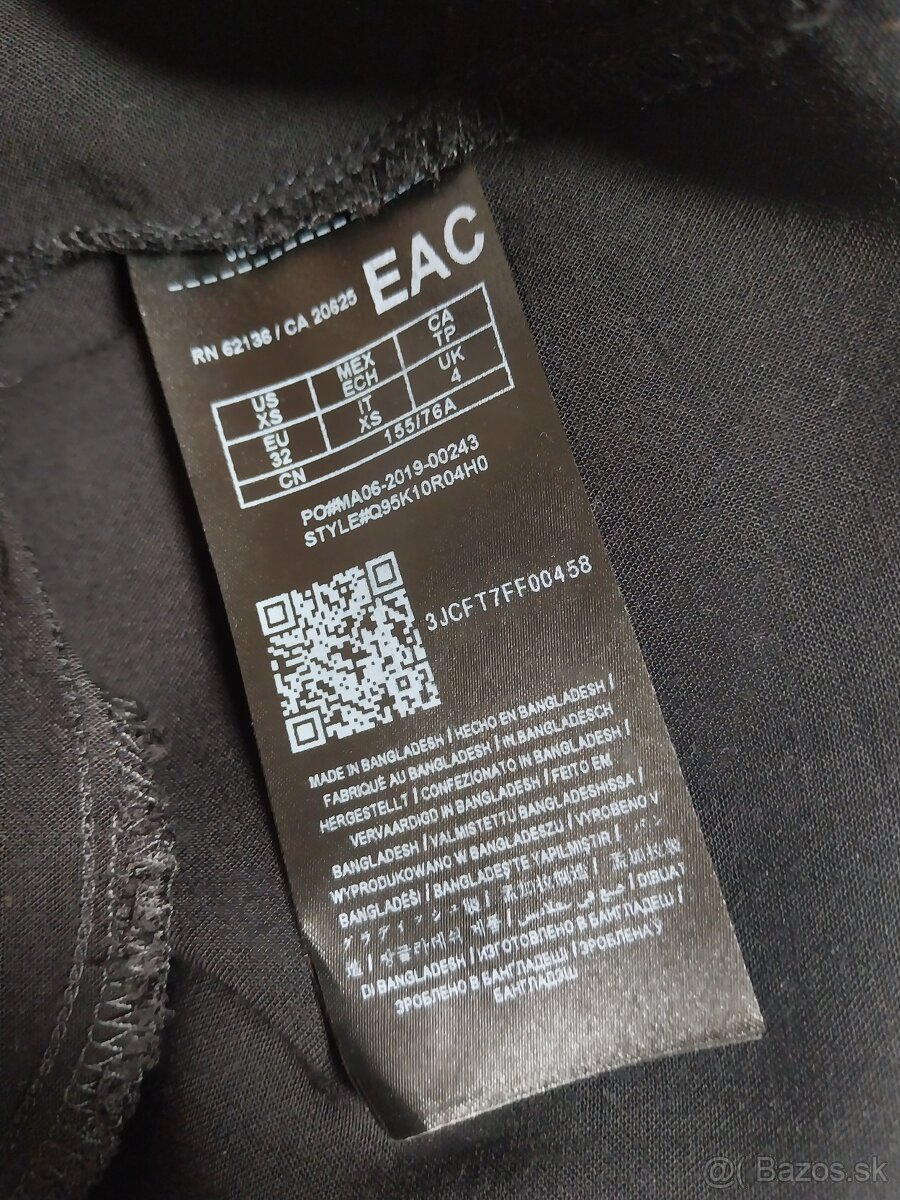 EAC
RN 62136 / CA 20625
US MEX CA
XS ECH TP
EU IT UK
32 XS 4
CN 155/76A
PO#MA06-2019-00243
STYLE#Q95K10R04H0
3JCFT7FF00458
MADE IN BANGLADESH / HECHO EN BANGLADESH /
FABRIQUÉ AU BANGLADESH / IN BANGLADESCH
HERGESTELLT / CONFEZIONATO IN BANGLADESH /
VERVAARDIGD IN BANGLADESH / FEITO EM
BANGLADESH / VALMISTETTU BANGLADESHISSA /
WYPRODUKOWANO W BANGLADESZU / VYROBENO V
BANGLADÉŠI / BANGLADEŞ'TE YAPILMIŞTIR /
/ DIBUAT
DI BANGLADESH / ИЗГОТОВЛЕНО В БАНГЛАДЕШ /
ЗРОБЛЕНО В БАНГЛАДЕШ / ЗРОБЛЕНА У
БАНГЛАДЭШ
@( Bazos.sk